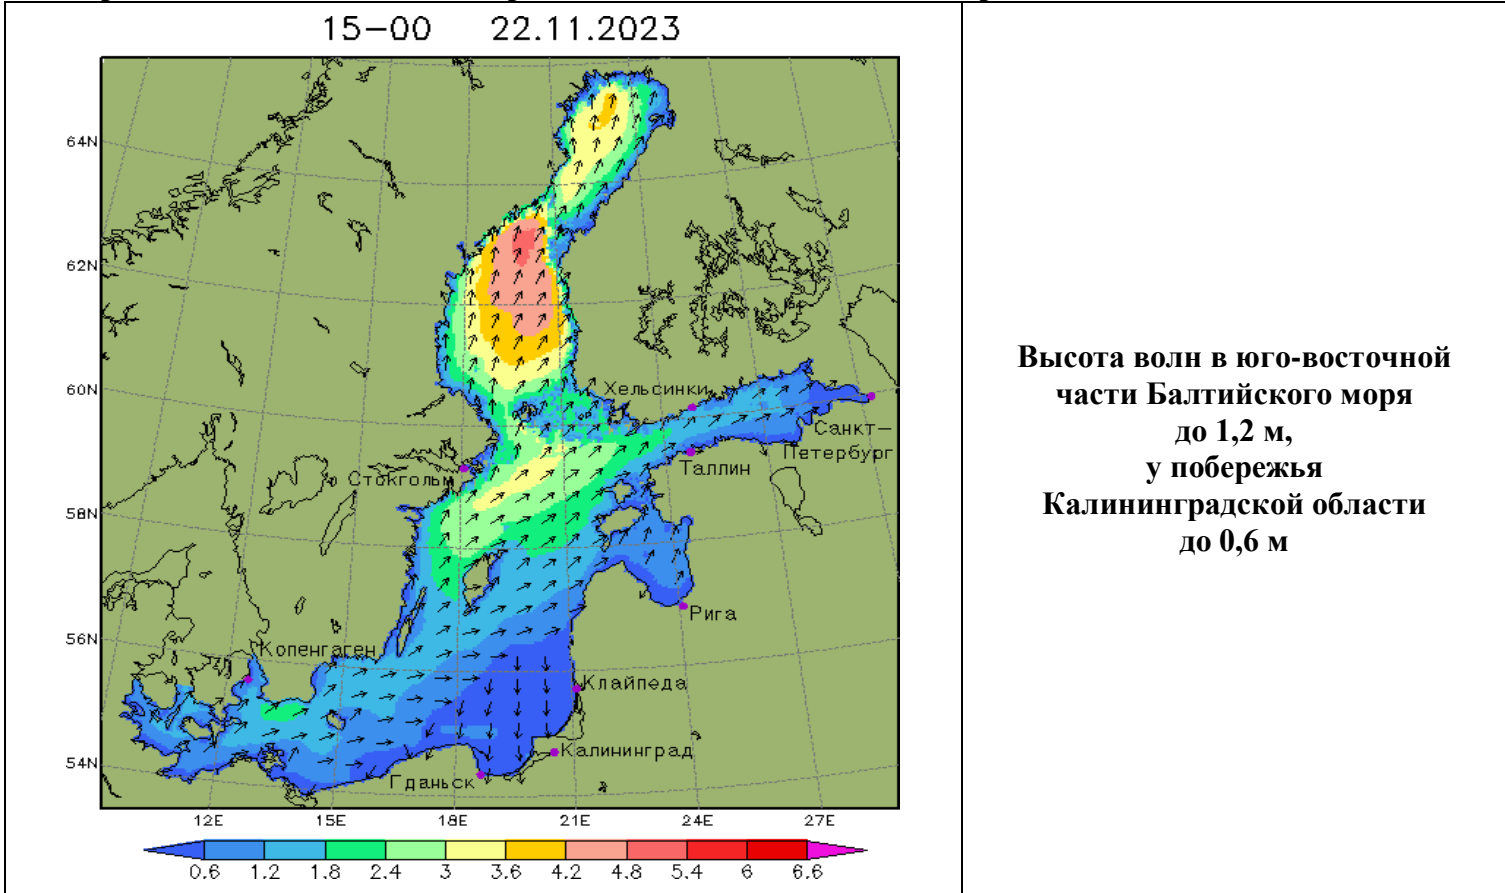 15-00 22.11.2023
64N
62N
60N
58N
56N
54N
Хельсинки
Санкт-
Петербург
Таллин
Стокгольм
Рига
Копенгаген
Клайпеда
Калининград
Гданьск
12E 15E 18E 21E 24E 27E
0.6 1.2 1.8 2.4 3 3.6 4.2 4.8 5.4 6 6.6
Высота волн в юго-восточной
части Балтийского моря
до 1,2 м,
у побережья
Калининградской области
до 0,6 м